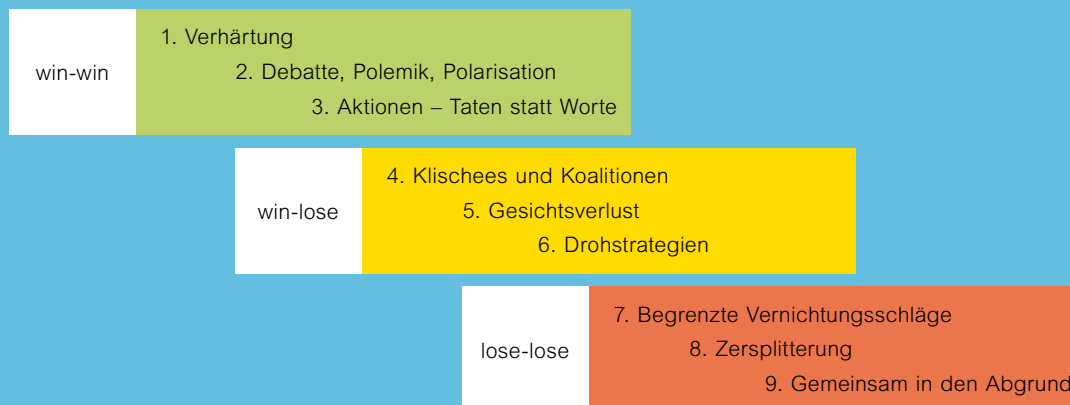 win-win
1. Verhärtung
2. Debatte, Polemik, Polarisation
3. Aktionen – Taten statt Worte
win-lose
4. Klischees und Koalitionen
5. Gesichtsverlust
6. Drohstrategien
lose-lose
7. Begrenzte Vernichtungsschläge
8. Zersplitterung
9. Gemeinsam in den Abgrund